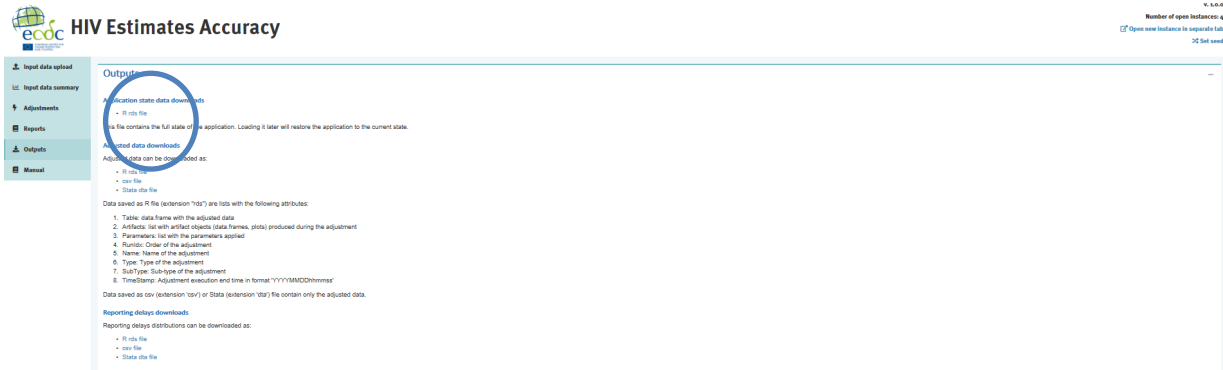 v. 1.0.0
Number of open instances: 4
Open new instance in separate tab
Set seed
ecdc
HIV Estimates Accuracy
Input data upload
Input data summary
Adjustments
Reports
Outputs
Manual
Outputs
Application state data downloads
• R rds file
This file contains the full state of the application. Loading it later will restore the application to the current state.
Adjusted data downloads
Adjusted data can be downloaded as:
• R rds file
• csv file
• Stata dta file
Data saved as R file (extension "rds") are lists with the following attributes:
1. Table: data.frame with the adjusted data
2. Artifacts: list with artifact objects (data.frames, plots) produced during the adjustment
3. Parameters: list with the parameters applied
4. RunIdx: Order of the adjustment
5. Name: Name of the adjustment
6. Type: Type of the adjustment
7. SubType: Sub-type of the adjustment
8. TimeStamp: Adjustment execution end time in format 'YYYYMMDDhhmmss'
Data saved as csv (extension 'csv') or Stata (extension 'dta') file contain only the adjusted data.
Reporting delays downloads
Reporting delays distributions can be downloaded as:
• R rds file
• csv file
• Stata dta file